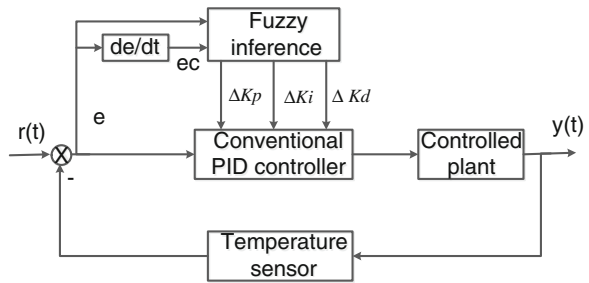 Fuzzy
inference
de/dt
ec
ΔKp
ΔKi
Δ Kd
e
r(t)
X
-
Conventional
PID controller
Controlled
plant
y(t)
Temperature
sensor